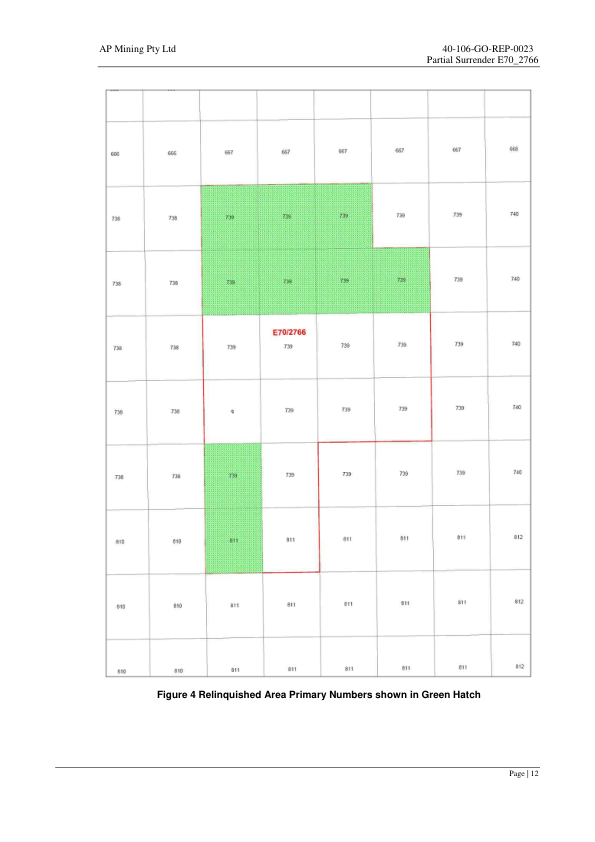 AP Mining Pty Ltd 40-106-GO-REP-0023
Partial Surrender E70_2766
666 666 667 667 667 667 667 668
738 738 739 739 739 739 739 740
738 738 739 739 739 739 739 740
E70/2766
738 738 739 739 739 739 739 740
738 738 739 739 739 739 740
738 738 739 739 739 739 739 740
810 810 811 811 811 811 811 812
810 810 811 811 811 811 811 812
810 810 811 811 811 811 811 812
Figure 4 Relinquished Area Primary Numbers shown in Green Hatch
Page | 12